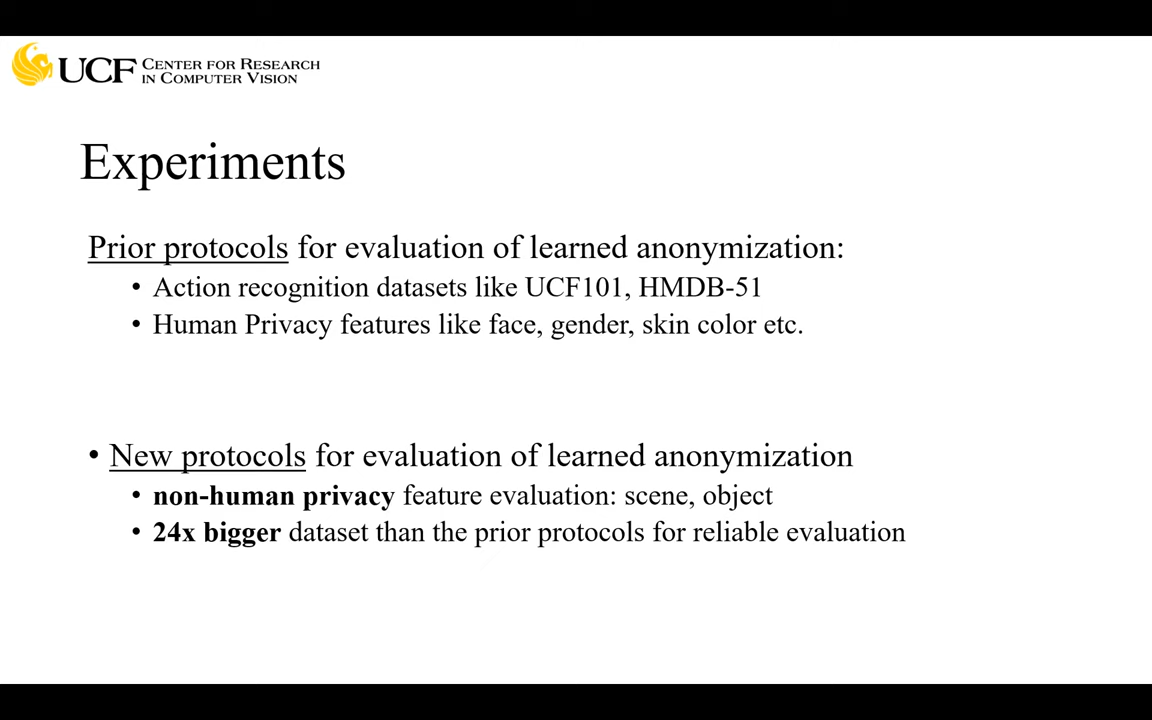 UCF CENTER FOR RESEARCH
IN COMPUTER VISION
Experiments
Prior protocols for evaluation of learned anonymization:
• Action recognition datasets like UCF101, HMDB-51
• Human Privacy features like face, gender, skin color etc.
• New protocols for evaluation of learned anonymization
• non-human privacy feature evaluation: scene, object
• 24x bigger dataset than the prior protocols for reliable evaluation